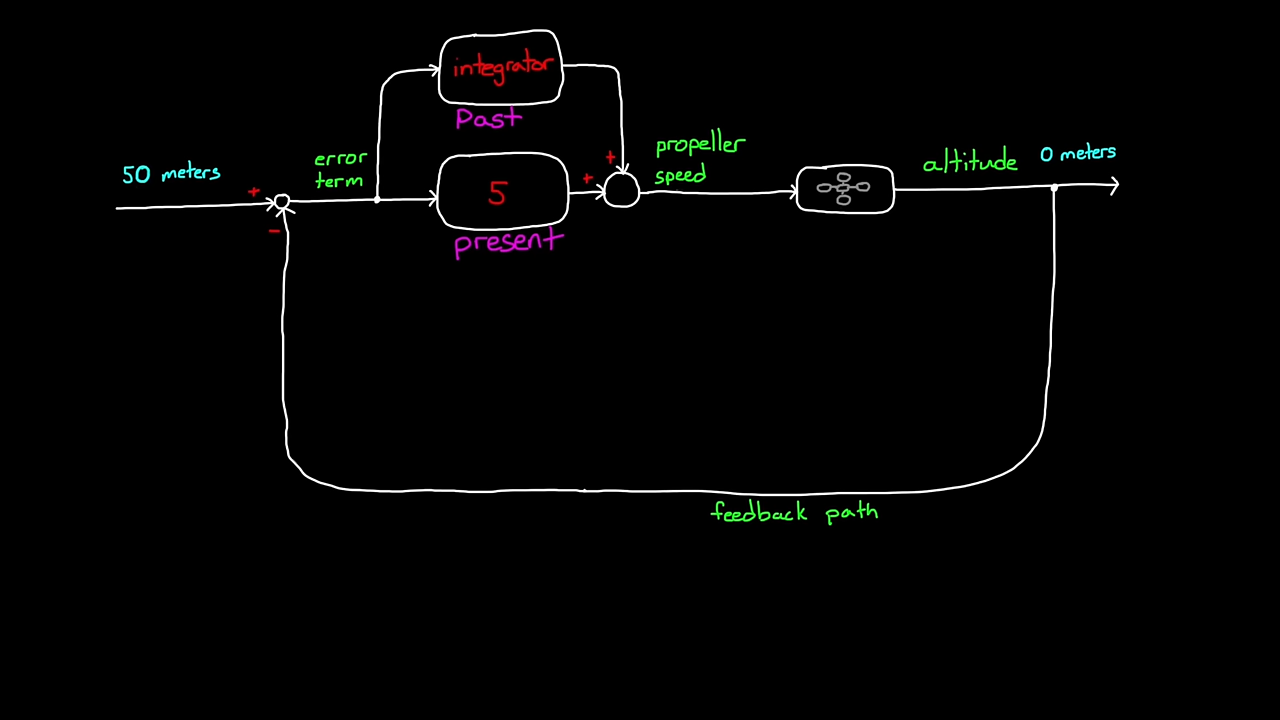 integrator
Past
50 meters
+
-
error
term
5
present
+
+
propeller
speed
altitude
0 meters
feedback path